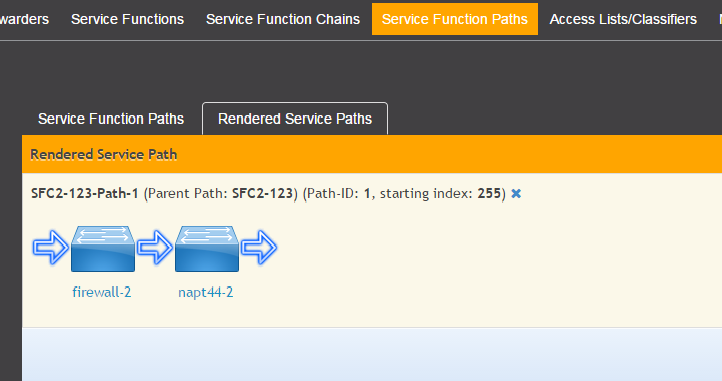 warders Service Functions Service Function Chains Service Function Paths Access Lists/Classifiers
Service Function Paths Rendered Service Paths
Rendered Service Path
SFC2-123-Path-1 (Parent Path: SFC2-123) (Path-ID: 1, starting index: 255) ✖
firewall-2 napt44-2